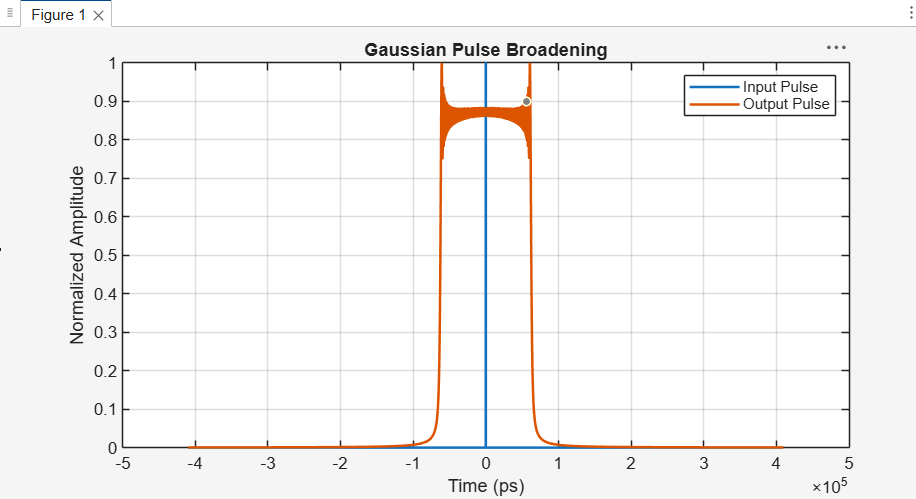 Figure 1
Gaussian Pulse Broadening
Input Pulse
Output Pulse
Normalized Amplitude
1
0.9
0.8
0.7
0.6
0.5
0.4
0.3
0.2
0.1
0
-5 -4 -3 -2 -1 0 1 2 3 4 5
×10⁵
Time (ps)